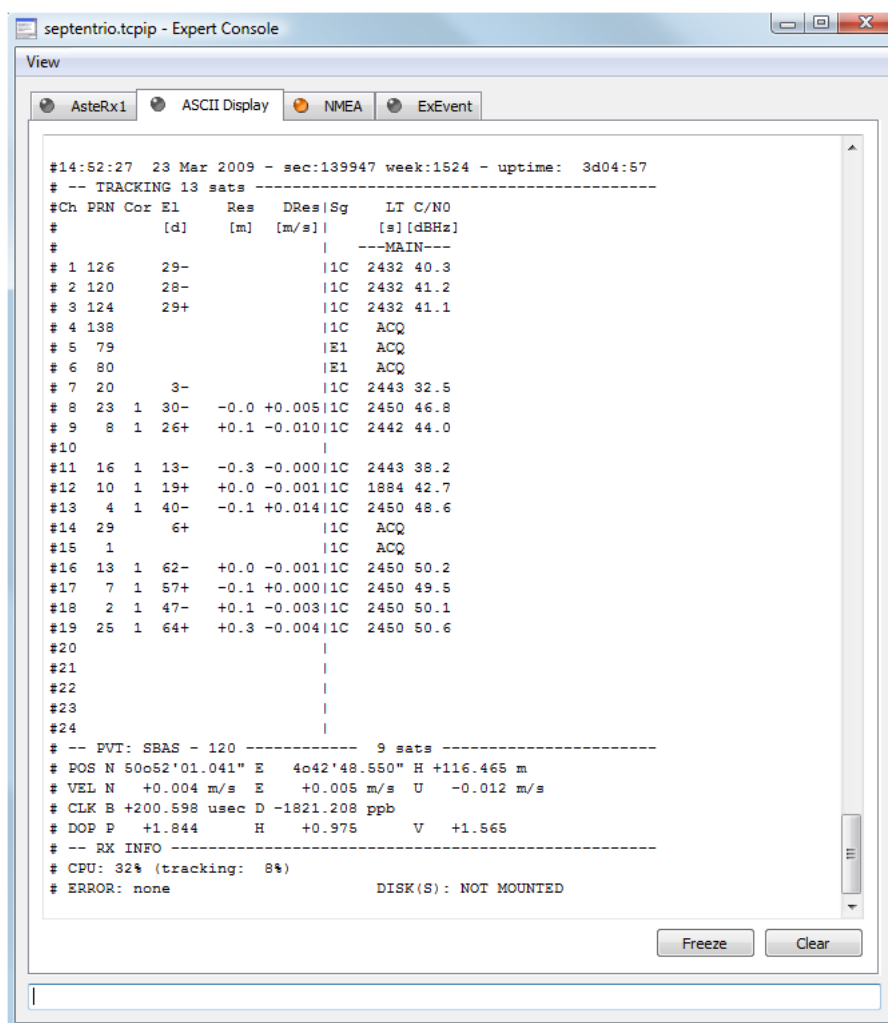 septentrio.tcpip - Expert Console
View
AsteRx1 ASCII Display NMEA ExEvent
#14:52:27  23 Mar 2009 - sec:139947 week:1524 - uptime:  3d04:57
# -- TRACKING 13 sats -------------------------------------------
#Ch PRN Cor El     Res   DRes|Sg    LT C/N0
#           [d]    [m]  [m/s]|     [s][dBHz]
#                            |  ---MAIN---
# 1 126     29-              |1C  2432 40.3
# 2 120     28-              |1C  2432 41.2
# 3 124     29+              |1C  2432 41.1
# 4 138                      |1C   ACQ
# 5  79                      |E1   ACQ
# 6  80                      |E1   ACQ
# 7  20      3-              |1C  2443 32.5
# 8  23  1  30-   -0.0 +0.005|1C  2450 46.8
# 9   8  1  26+   +0.1 -0.010|1C  2442 44.0
#10                          |
#11  16  1  13-   -0.3 -0.000|1C  2443 38.2
#12  10  1  19+   +0.0 -0.001|1C  1884 42.7
#13   4  1  40-   -0.1 +0.014|1C  2450 48.6
#14  29      6+              |1C   ACQ
#15   1                      |1C   ACQ
#16  13  1  62-   +0.0 -0.001|1C  2450 50.2
#17   7  1  57+   -0.1 +0.000|1C  2450 49.5
#18   2  1  47-   +0.1 -0.003|1C  2450 50.1
#19  25  1  64+   +0.3 -0.004|1C  2450 50.6
#20                          |
#21                          |
#22                          |
#23                          |
#24                          |
# -- PVT: SBAS - 120 ------------  9 sats -----------------------
# POS N 50o52'01.041" E   4o42'48.550" H +116.465 m
# VEL N   +0.004 m/s  E    +0.005 m/s  U   -0.012 m/s
# CLK B +200.598 usec D -1821.208 ppb
# DOP P   +1.844      H    +0.975      V   +1.565
# -- RX INFO ----------------------------------------------------
# CPU: 32% (tracking:  8%)
# ERROR: none                     DISK(S): NOT MOUNTED
Freeze Clear